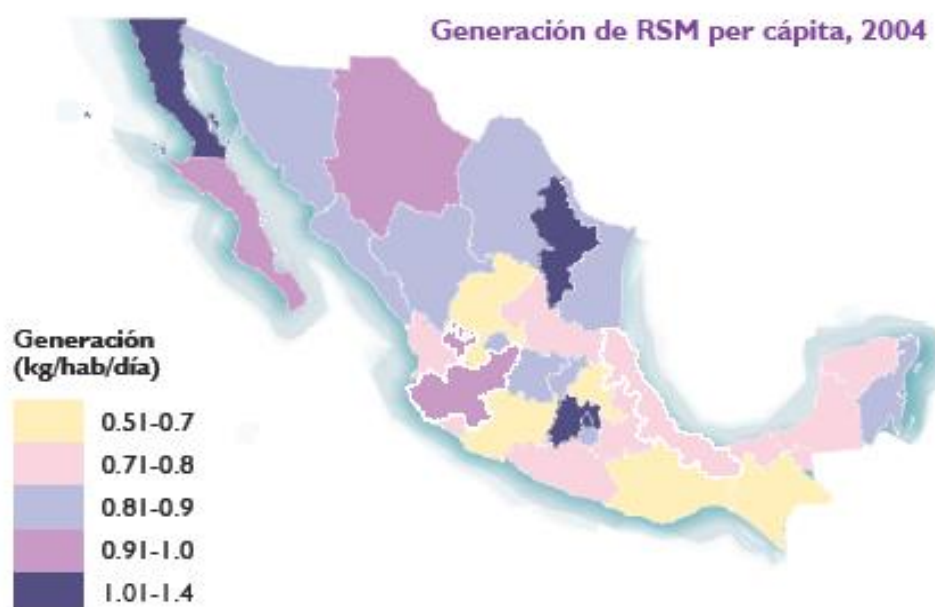 Generación de RSM per cápita, 2004
Generación
(kg/hab/día)
0.51-0.7
0.71-0.8
0.81-0.9
0.91-1.0
1.01-1.4